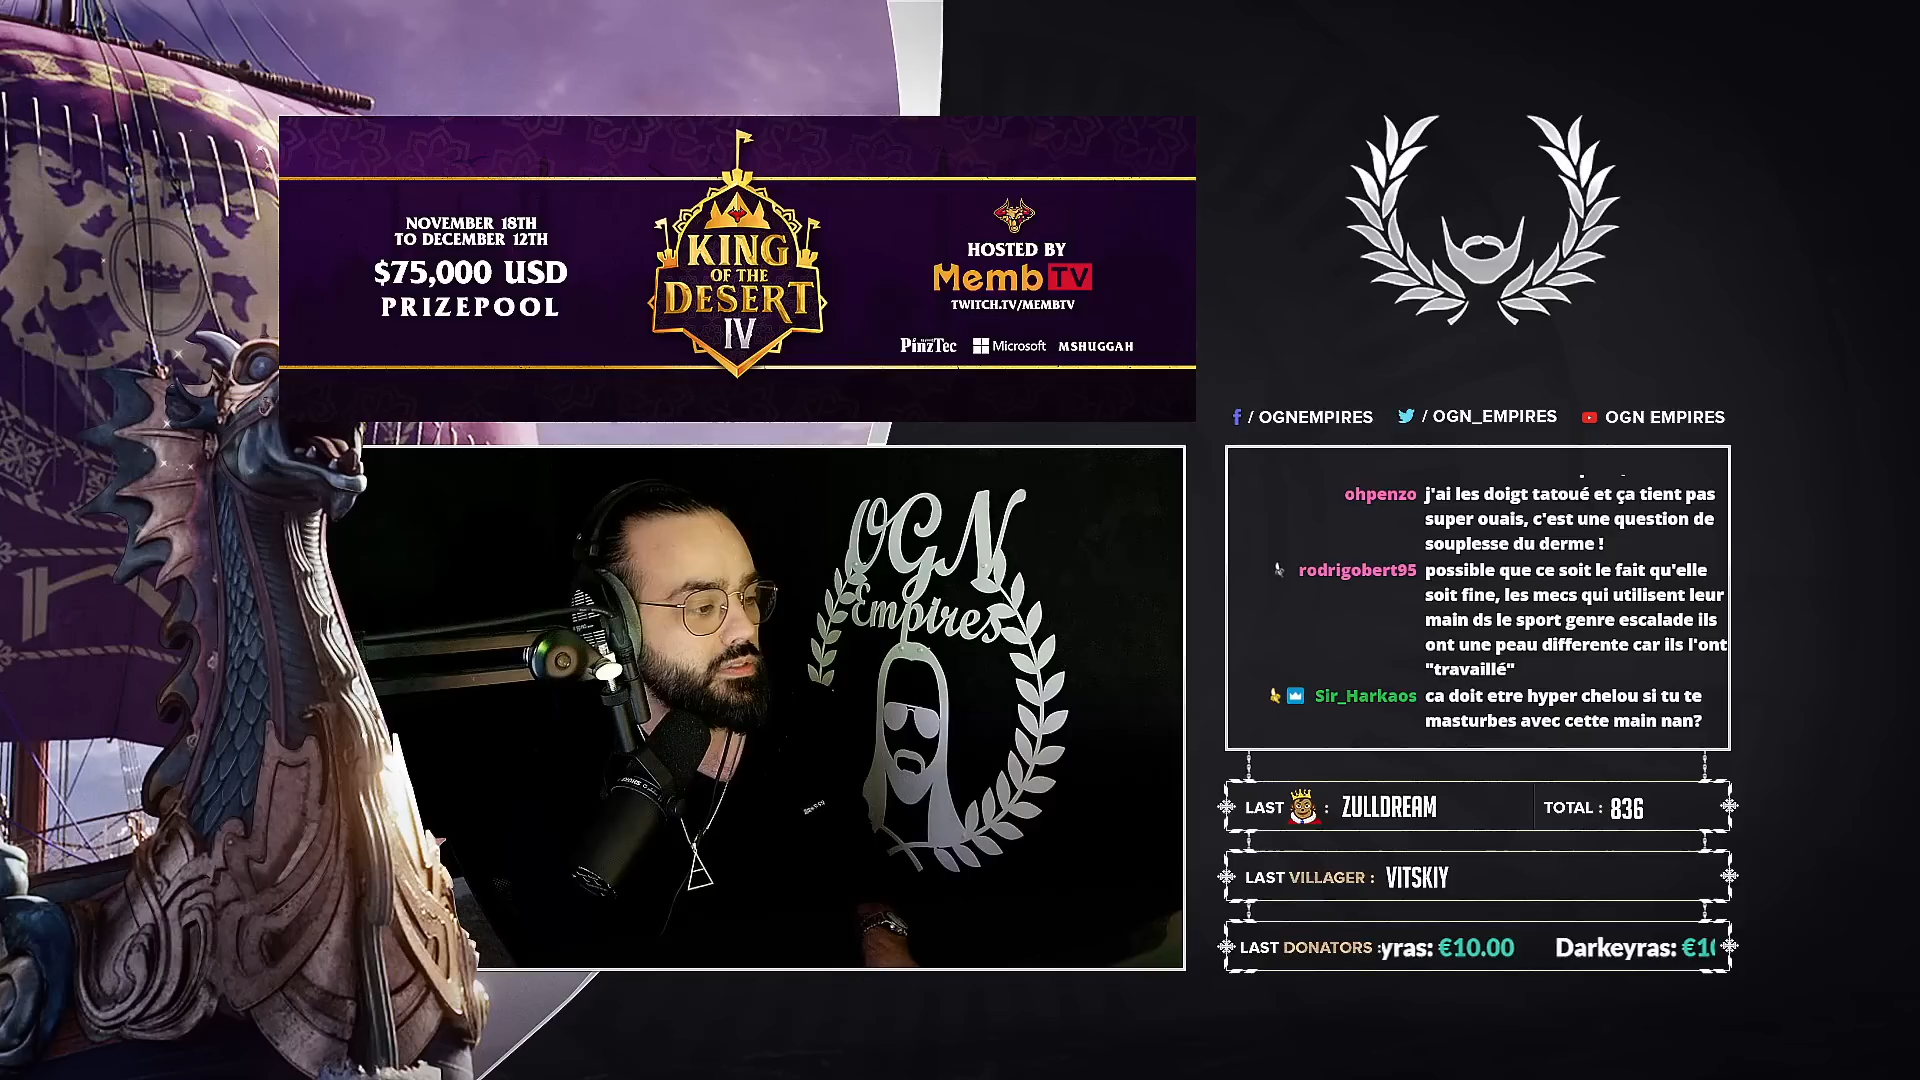 NOVEMBER 18TH
TO DECEMBER 12TH
$75,000 USD
PRIZEPOOL
KING
OF THE
DESERT
IV
HOSTED BY
MembTV
TWITCH.TV/MEMBTV
PinzTec Microsoft MSHUGGAH
/ OGNEMPIRES / OGN_EMPIRES OGN EMPIRES
OGN
Empires
ohpenzo j'ai les doigt tatoué et ça tient pas
super ouais, c'est une question de
souplesse du derme !
rodrigobert95 possible que ce soit le fait qu'elle
soit fine, les mecs qui utilisent leur
main ds le sport genre escalade ils
ont une peau differente car ils l'ont
"travaillé"
Sir_Harkaos ca doit etre hyper chelou si tu te
masturbes avec cette main nan?
LAST : ZULLDREAM TOTAL : 836
LAST VILLAGER : VITSKIY
LAST DONATORS : yras: €10.00 Darkeyras: €1